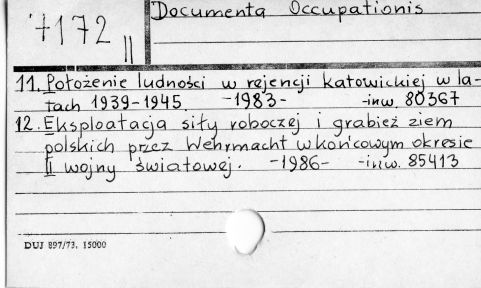 7172 II
Documenta Occupationis
11. Położenie ludności w rejencji katowickiej w la-
tach 1939-1945. -1983- -inw. 80367
12. Eksploatacja siły roboczej i grabież ziem
polskich przez Wehrmacht w końcowym okresie
II wojny światowej. -1986- -inw. 85413
DUJ 897/73. 15000